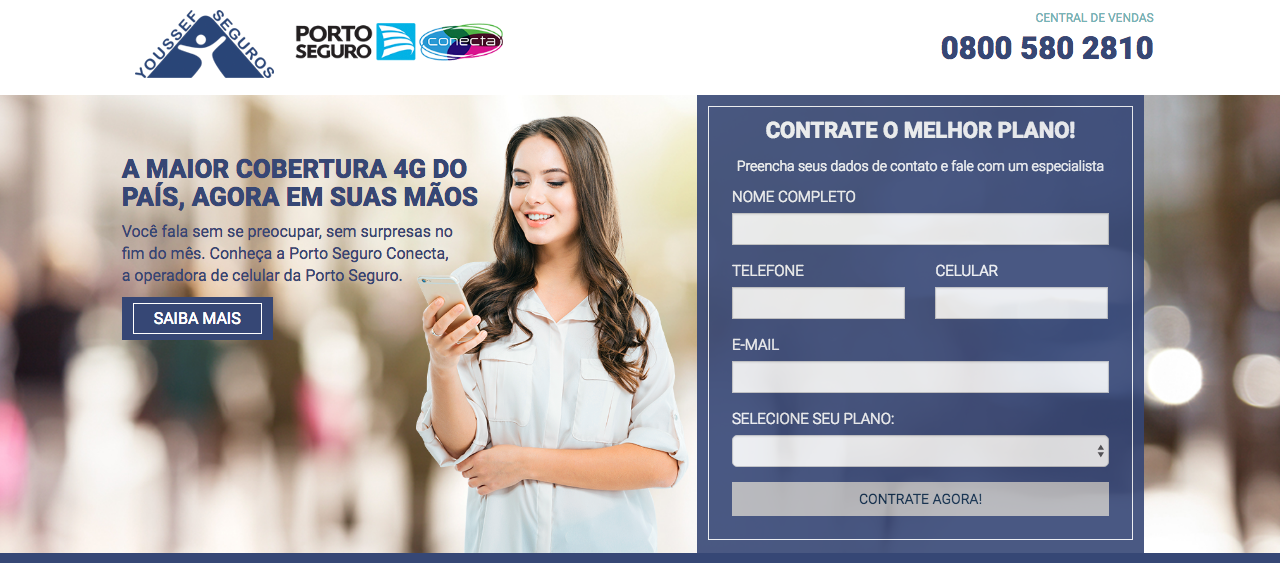 YOUSSEF SEGUROS
PORTO
SEGURO
conecta
CENTRAL DE VENDAS
0800 580 2810
A MAIOR COBERTURA 4G DO
PAÍS, AGORA EM SUAS MÃOS
Você fala sem se preocupar, sem surpresas no
fim do mês. Conheça a Porto Seguro Conecta,
a operadora de celular da Porto Seguro.
SAIBA MAIS
CONTRATE O MELHOR PLANO!
Preencha seus dados de contato e fale com um especialista
NOME COMPLETO
TELEFONE
CELULAR
E-MAIL
SELECIONE SEU PLANO:
CONTRATE AGORA!